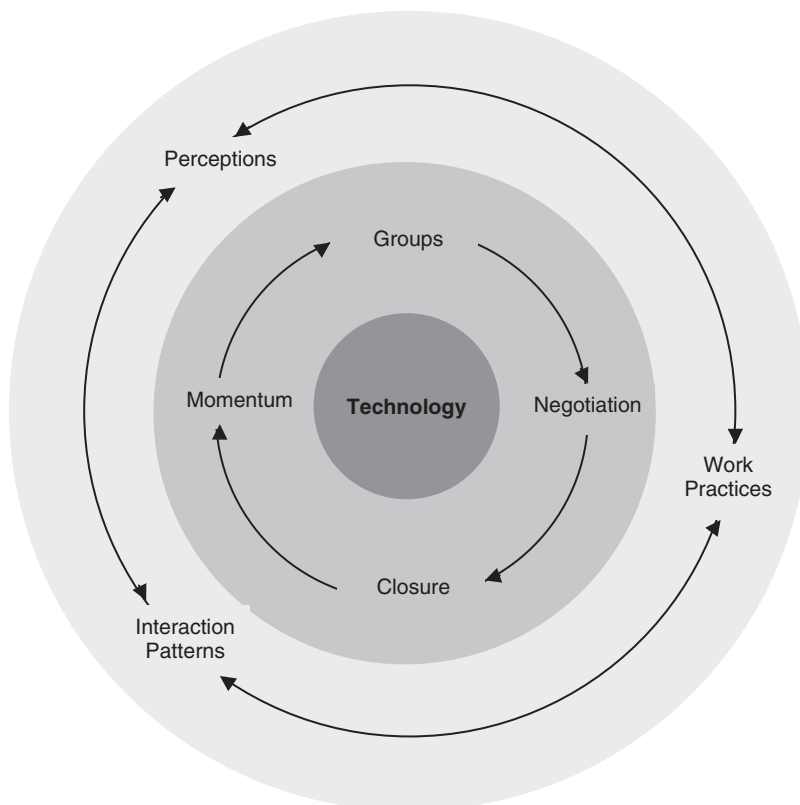 Perceptions
Groups
Momentum
Technology
Negotiation
Work
Practices
Closure
Interaction
Patterns